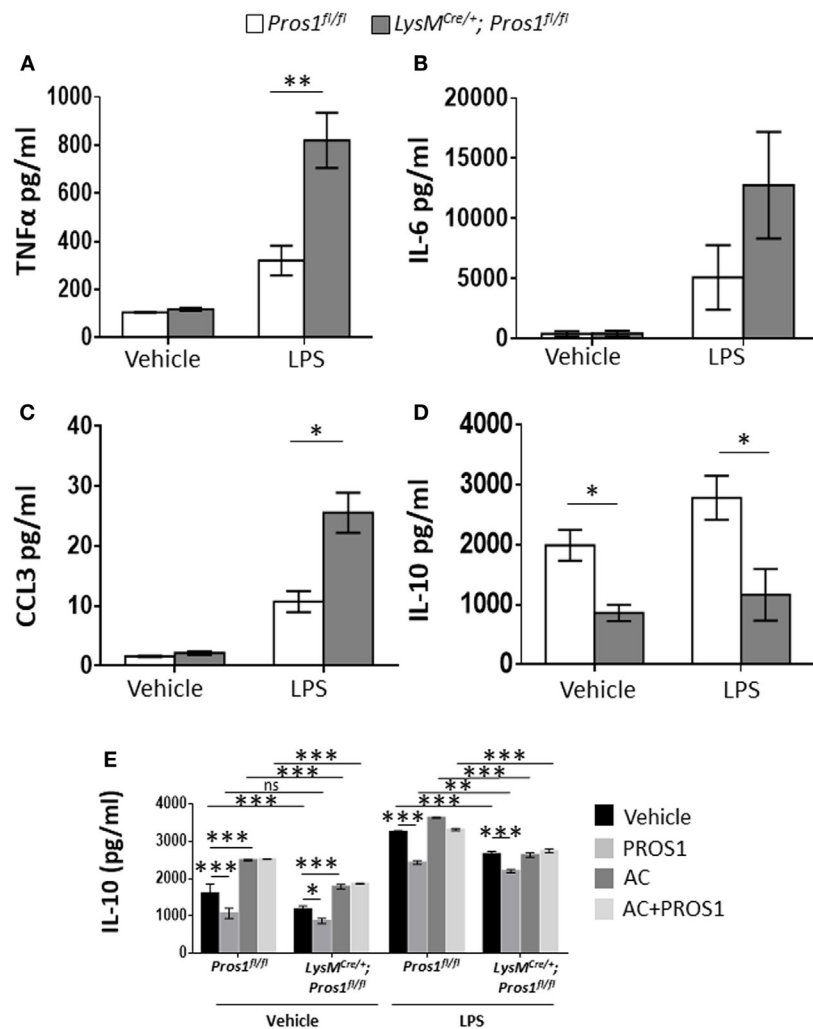 Pros1fl/fl LysMCre/+; Pros1fl/fl
A
TNFα pg/ml
1000
800
600
400
200
0
**
Vehicle LPS
B
IL-6 pg/ml
20000
15000
10000
5000
0
Vehicle LPS
C
CCL3 pg/ml
40
30
20
10
0
*
Vehicle LPS
D
IL-10 pg/ml
4000
3000
2000
1000
0
*
*
Vehicle LPS
E
IL-10 (pg/ml)
4000
3000
2000
1000
0
***
***
ns
***
***
***
***
*
***
***
**
***
***
***
Pros1fl/fl LysMCre/+; Pros1fl/fl Pros1fl/fl LysMCre/+; Pros1fl/fl
Vehicle LPS
Vehicle
PROS1
AC
AC+PROS1